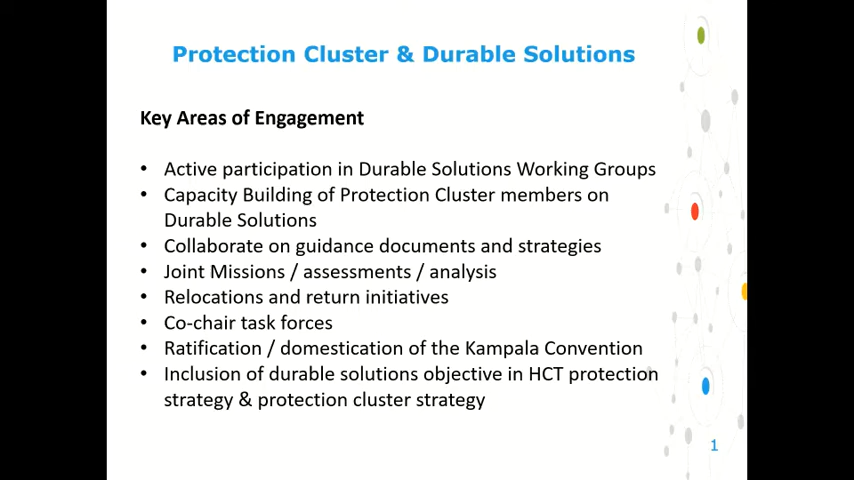 Protection Cluster & Durable Solutions
Key Areas of Engagement
• Active participation in Durable Solutions Working Groups
• Capacity Building of Protection Cluster members on
Durable Solutions
• Collaborate on guidance documents and strategies
• Joint Missions / assessments / analysis
• Relocations and return initiatives
• Co-chair task forces
• Ratification / domestication of the Kampala Convention
• Inclusion of durable solutions objective in HCT protection
strategy & protection cluster strategy
1